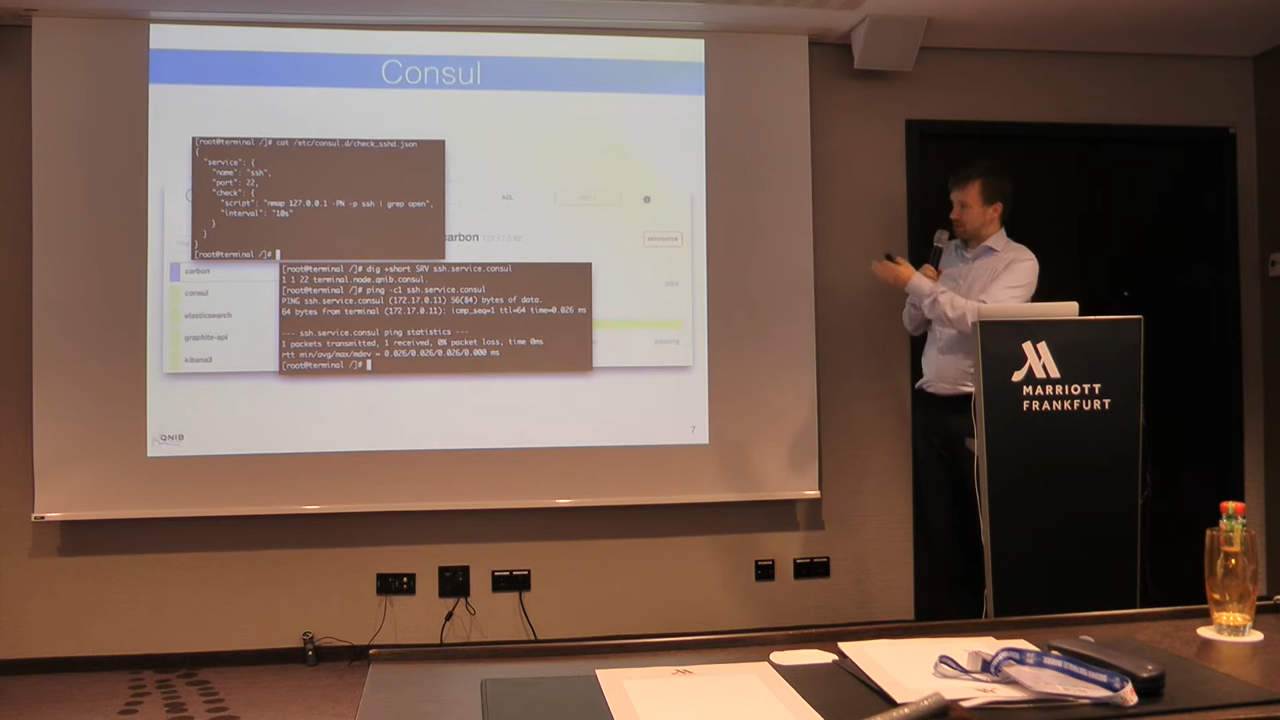 Consul
[root@terminal /]# cat /etc/consul.d/check_sshd.json
{
"service": {
"name": "ssh",
"port": 22,
"check": {
"script": "nmap 127.0.0.1 -PN -p ssh | grep open",
"interval": "10s"
}
}
}
[root@terminal /]#
carbon
carbon
consul
elasticsearch
graphite-api
kibana3
[root@terminal /]# dig +short SRV ssh.service.consul
1 1 22 terminal.node.qnib.consul.
[root@terminal /]# ping -c1 ssh.service.consul
PING ssh.service.consul (172.17.0.11) 56(84) bytes of data.
64 bytes from terminal (172.17.0.11): icmp_seq=1 ttl=64 time=0.026 ms
--- ssh.service.consul ping statistics ---
1 packets transmitted, 1 received, 0% packet loss, time 0ms
rtt min/avg/max/mdev = 0.026/0.026/0.026/0.000 ms
[root@terminal /]#
passing
QNIB
7
MARRIOTT
FRANKFURT